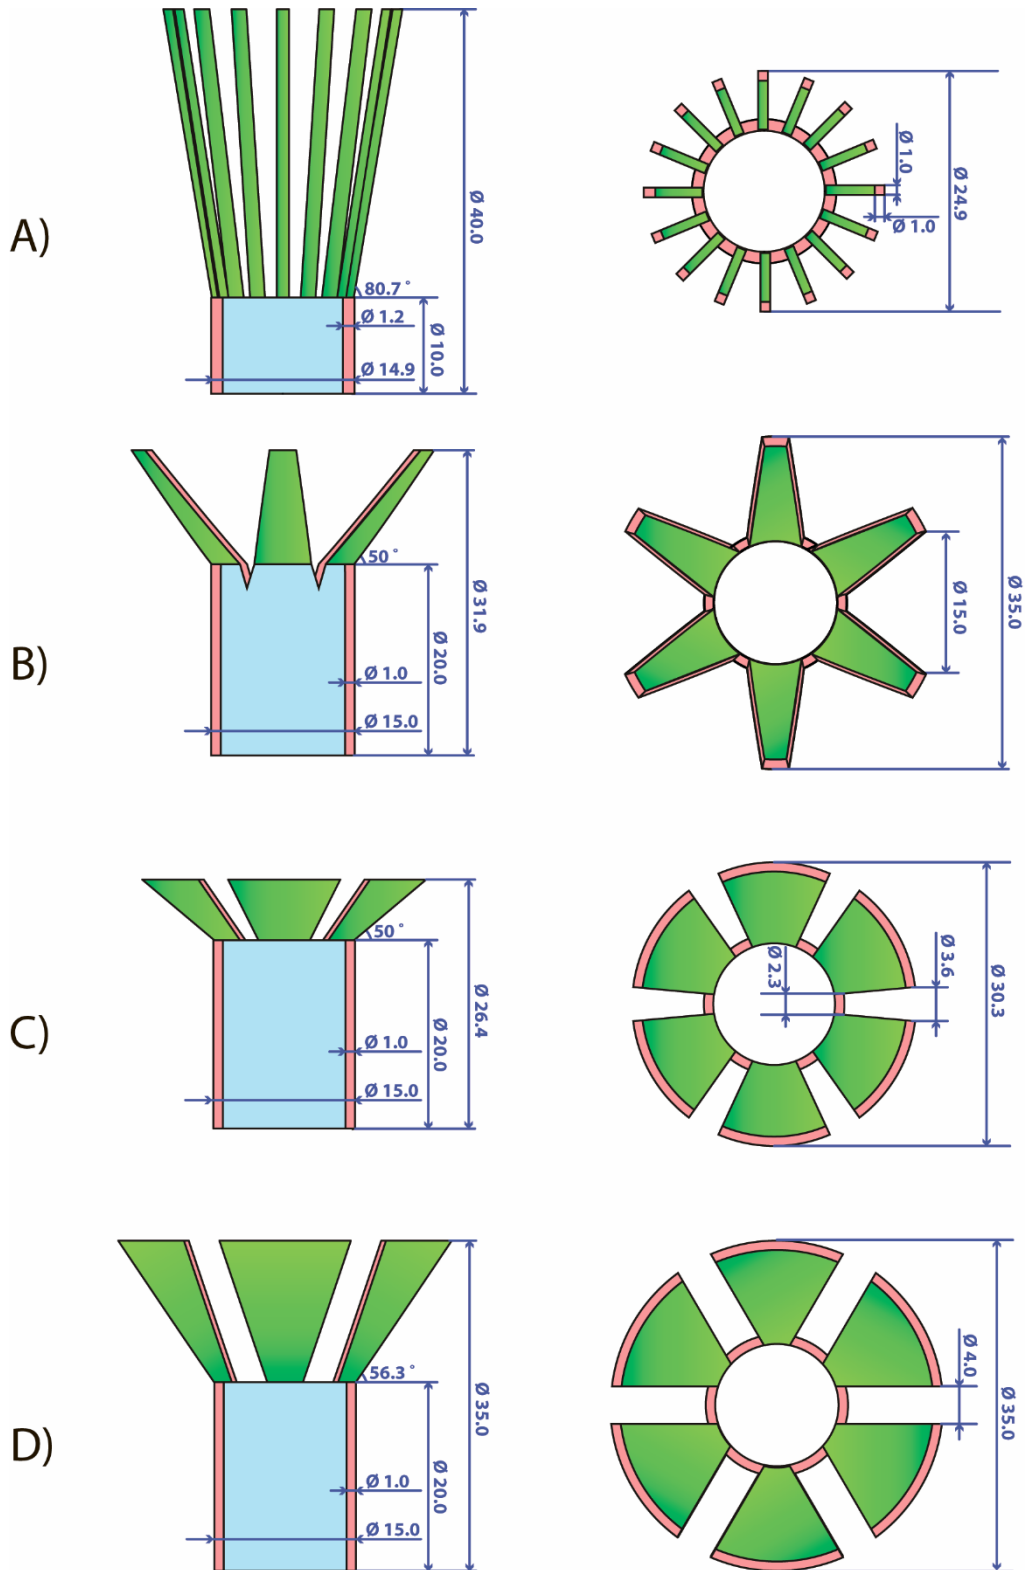 A)
80.7°
Ø 1.2
Ø 14.9
Ø 10.0
Ø 40.0
Ø 1.0
Ø 1.0
Ø 24.9
B)
50°
Ø 1.0
Ø 15.0
Ø 20.0
Ø 31.9
Ø 15.0
Ø 35.0
C)
50°
Ø 1.0
Ø 15.0
Ø 20.0
Ø 26.4
Ø 2.3
Ø 3.6
Ø 30.3
D)
56.3°
Ø 1.0
Ø 15.0
Ø 20.0
Ø 35.0
Ø 4.0
Ø 35.0